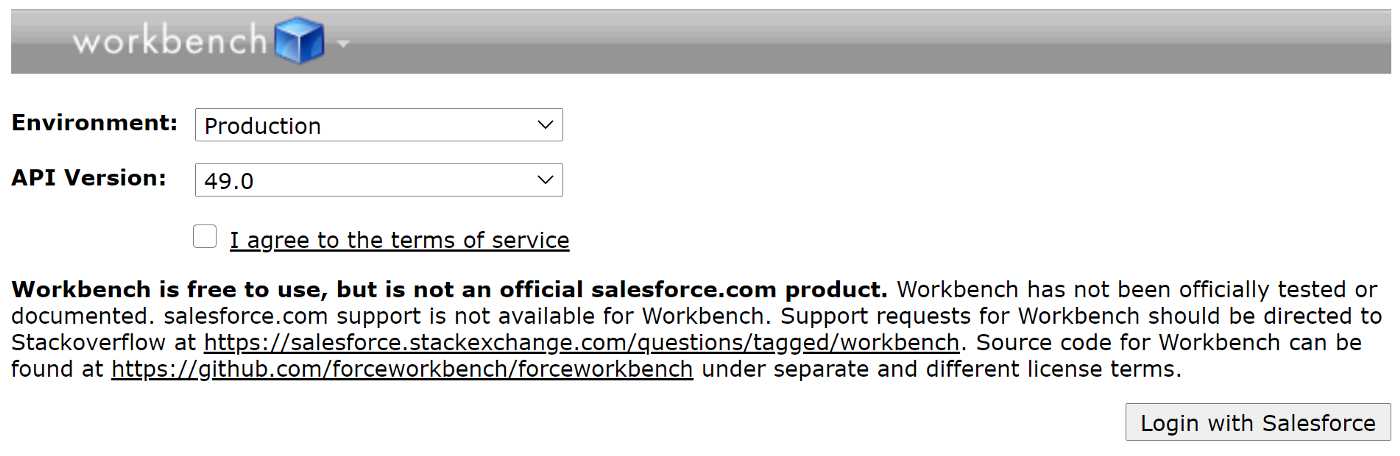 workbench
Environment: Production
API Version: 49.0
I agree to the terms of service
Workbench is free to use, but is not an official salesforce.com product. Workbench has not been officially tested or
documented. salesforce.com support is not available for Workbench. Support requests for Workbench should be directed to
Stackoverflow at https://salesforce.stackexchange.com/questions/tagged/workbench. Source code for Workbench can be
found at https://github.com/forceworkbench/forceworkbench under separate and different license terms.
Login with Salesforce